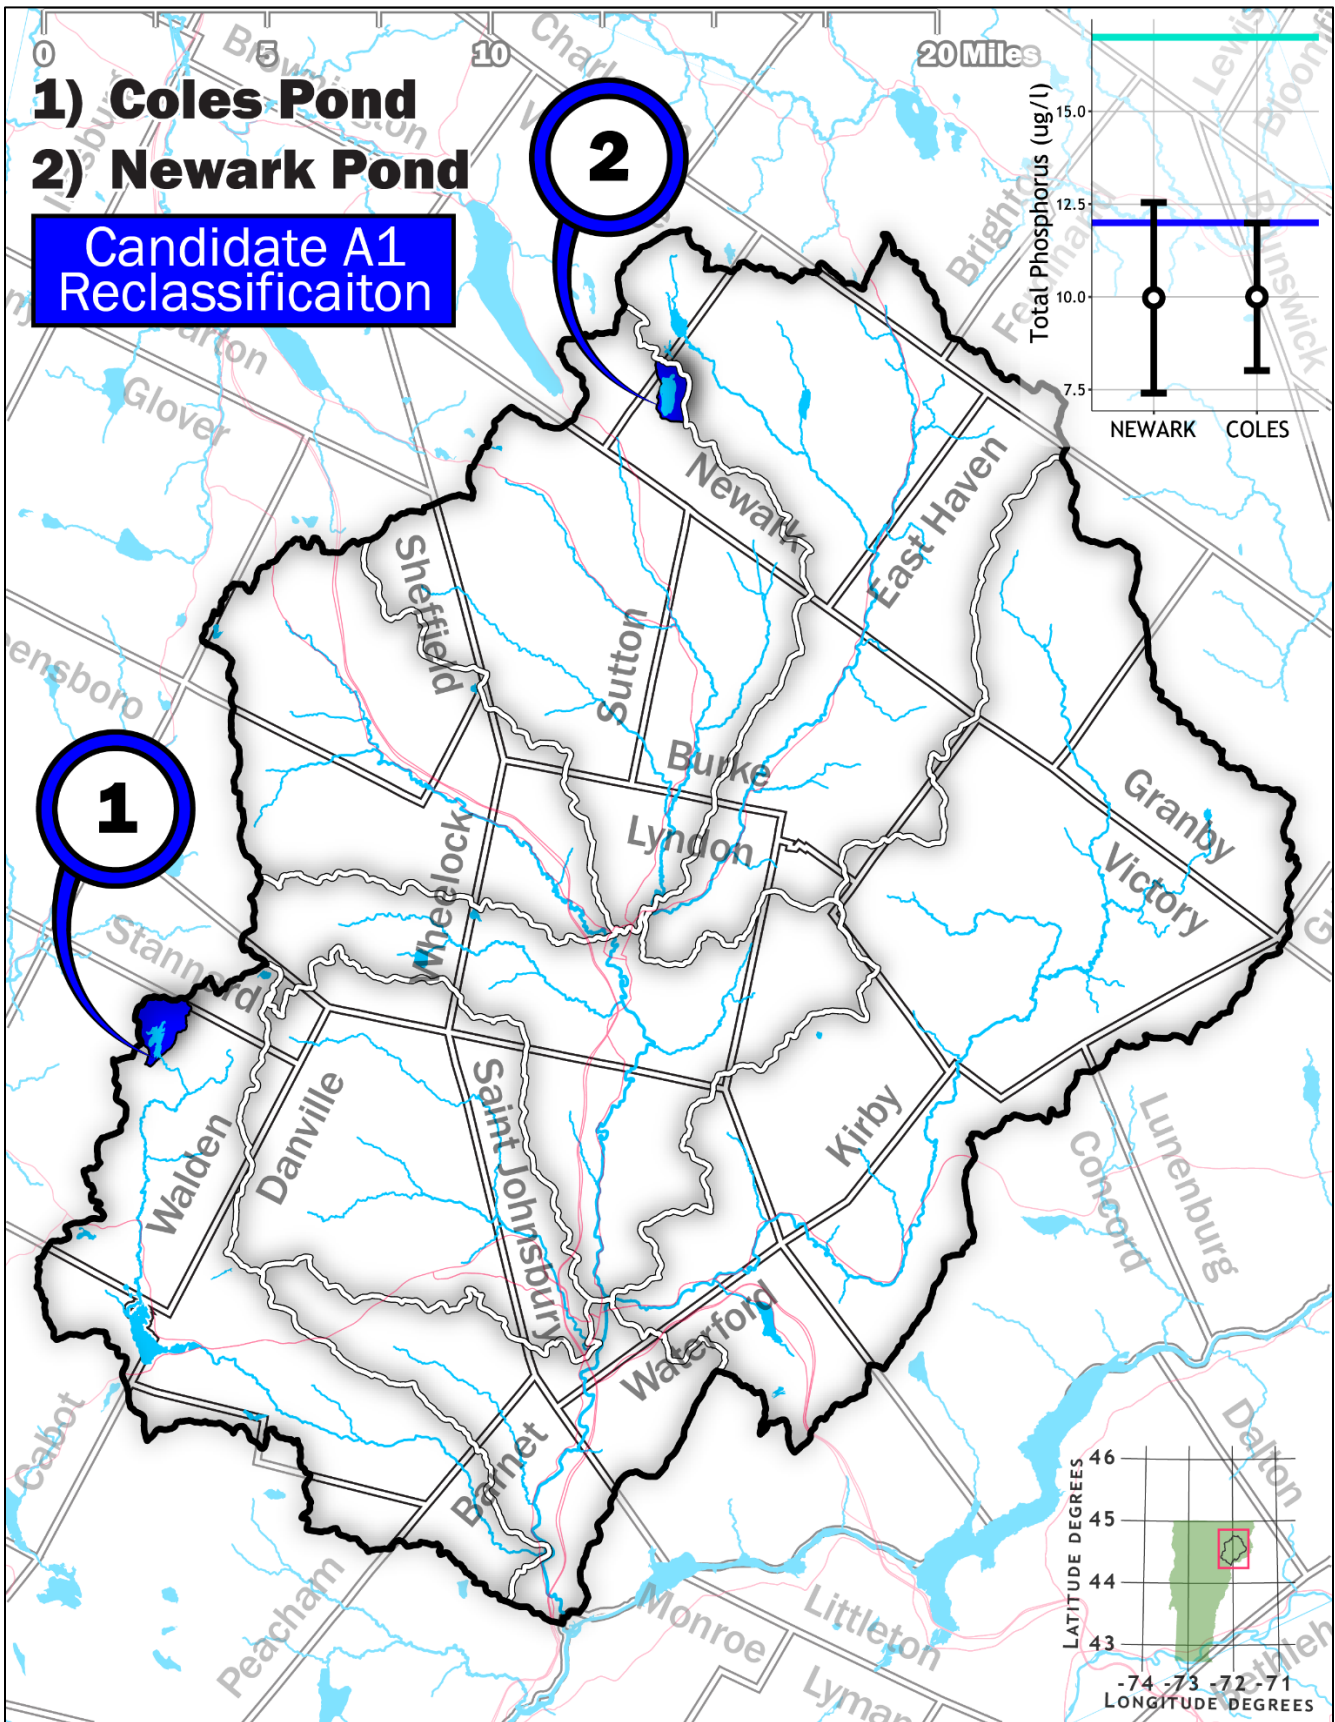 0 5 10 20 Miles
1) Coles Pond
2) Newark Pond
Candidate A1
Reclassificaiton
2
1
Total Phosphorus (ug/l)
15.0
12.5
10.0
7.5
NEWARK COLES
Glover
Brighton
Ferdinand
Brunswick
Newark
East Haven
Sheffield
Sutton
Burke
Lyndon
Wheelock
Granby
Victory
Stannard
Walden
Danville
Saint Johnsbury
Kirby
Concord
Lunenburg
Waterford
Barnet
Cabot
Peacham
Monroe
Littleton
Lyman
Dalton
LATITUDE DEGREES
46
45
44
43
-74 -73 -72 -71
LONGITUDE DEGREES